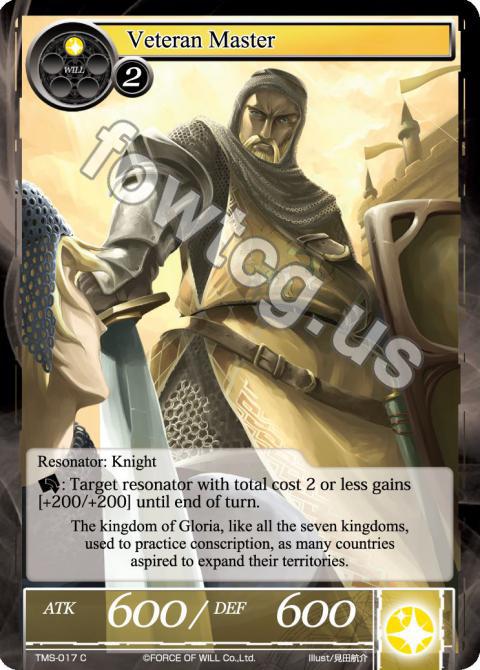 Veteran Master
WILL
2
fowtcg.us
Resonator: Knight
: Target resonator with total cost 2 or less gains
[+200/+200] until end of turn.
The kingdom of Gloria, like all the seven kingdoms,
used to practice conscription, as many countries
aspired to expand their territories.
ATK 600 / DEF 600
TMS-017 C ©FORCE OF WILL Co.,Ltd. Illust/見田航介